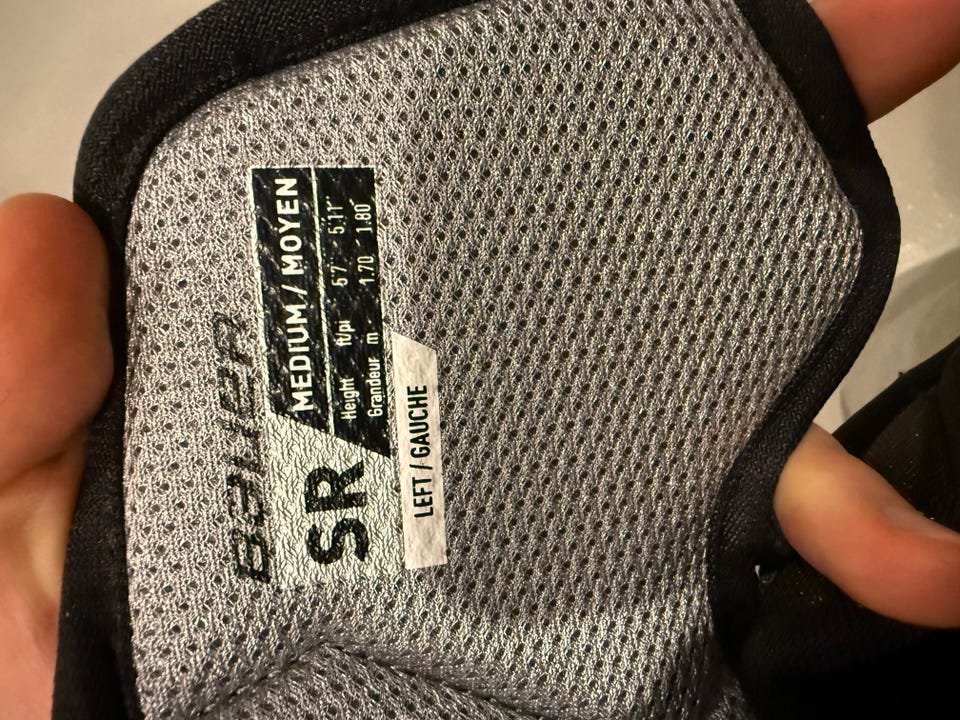 BAUER
SR
MEDIUM / MOYEN
Height ft/pi 5'7" 5'11"
Grandeur m 1.70 1.80
LEFT / GAUCHE